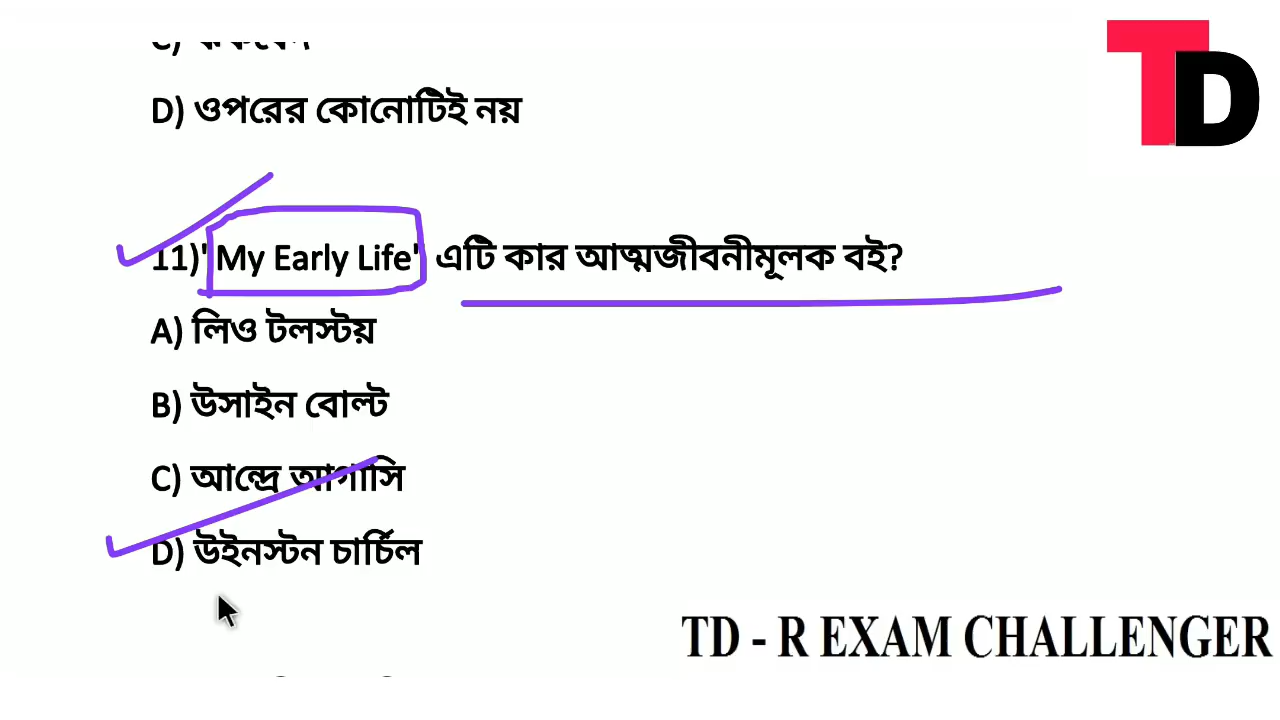 TD
D) ওপরের কোনোটিই নয়
11)' My Early Life' এটি কার আত্মজীবনীমূলক বই?
A) লিও টলস্টয়
B) উসাইন বোল্ট
C) আন্দ্রে আগাসি
D) উইনস্টন চার্চিল
TD - R EXAM CHALLENGER